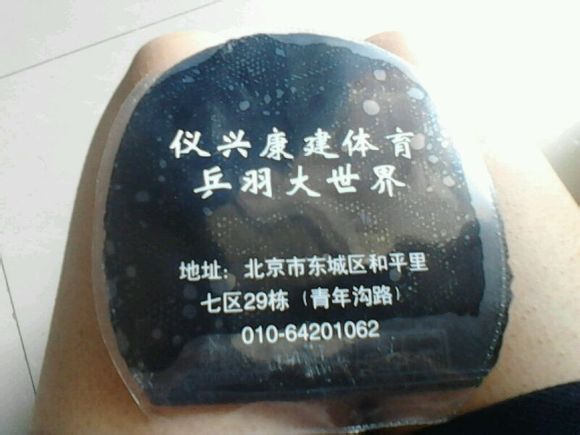 仪兴康建体育
乒羽大世界
地址：北京市东城区和平里
七区29栋（青年沟路）
010-64201062